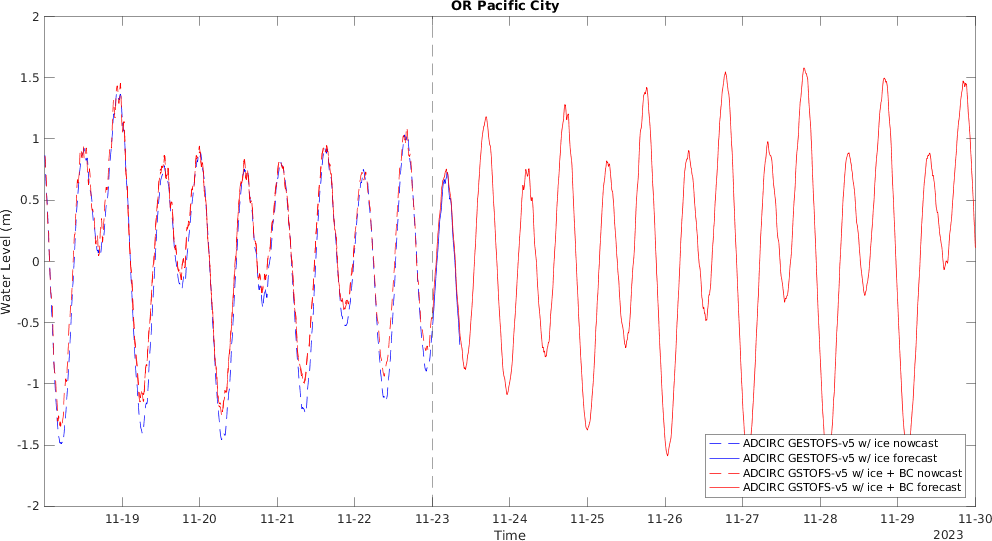 OR Pacific City
2
1.5
1
0.5
0
-0.5
-1
-1.5
-2
Water Level (m)
11-19 11-20 11-21 11-22 11-23 11-24 11-25 11-26 11-27 11-28 11-29 11-30
Time
2023
ADCIRC GESTOFS-v5 w/ ice nowcast
ADCIRC GESTOFS-v5 w/ ice forecast
ADCIRC GSTOFS-v5 w/ ice + BC nowcast
ADCIRC GSTOFS-v5 w/ ice + BC forecast